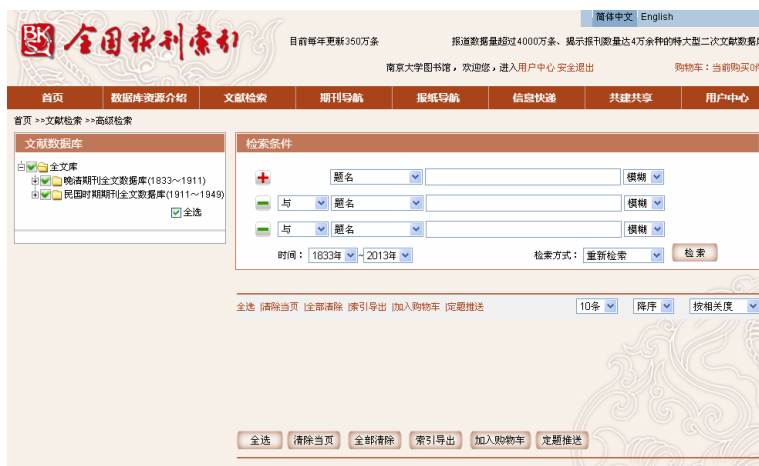 简体中文 English
BKSY 全国报刊索引
目前每年更新350万条 报道数据量超过4000万条、揭示报刊数量达4万余种的特大型二次文献数据
南京大学图书馆，欢迎您，进入用户中心 安全退出 购物车：当前购买0件
首页 数据库资源介绍 文献检索 期刊导航 报纸导航 信息快递 共建共享 用户中心
首页 >>文献检索 >>高级检索
文献数据库
全文库
晚清期刊全文数据库(1833～1911)
民国时期期刊全文数据库(1911～1949)
全选
检索条件
题名 模糊
与 题名 模糊
与 题名 模糊
时间： 1833年 ~ 2013年 检索方式： 重新检索 检索
全选 |清除当页 |全部清除 |索引导出 |加入购物车 |定题推送 10条 降序 按相关度
全选 清除当页 全部清除 索引导出 加入购物车 定题推送